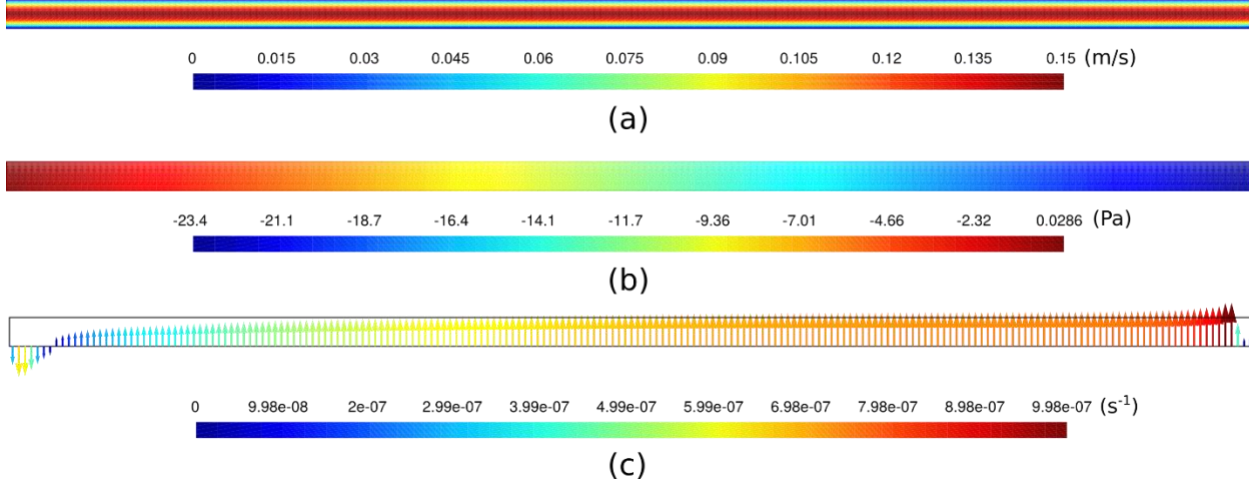 0 0.015 0.03 0.045 0.06 0.075 0.09 0.105 0.12 0.135 0.15 (m/s)
(a)
-23.4 -21.1 -18.7 -16.4 -14.1 -11.7 -9.36 -7.01 -4.66 -2.32 0.0286 (Pa)
(b)
0 9.98e-08 2e-07 2.99e-07 3.99e-07 4.99e-07 5.99e-07 6.98e-07 7.98e-07 8.98e-07 9.98e-07 (s⁻¹)
(c)